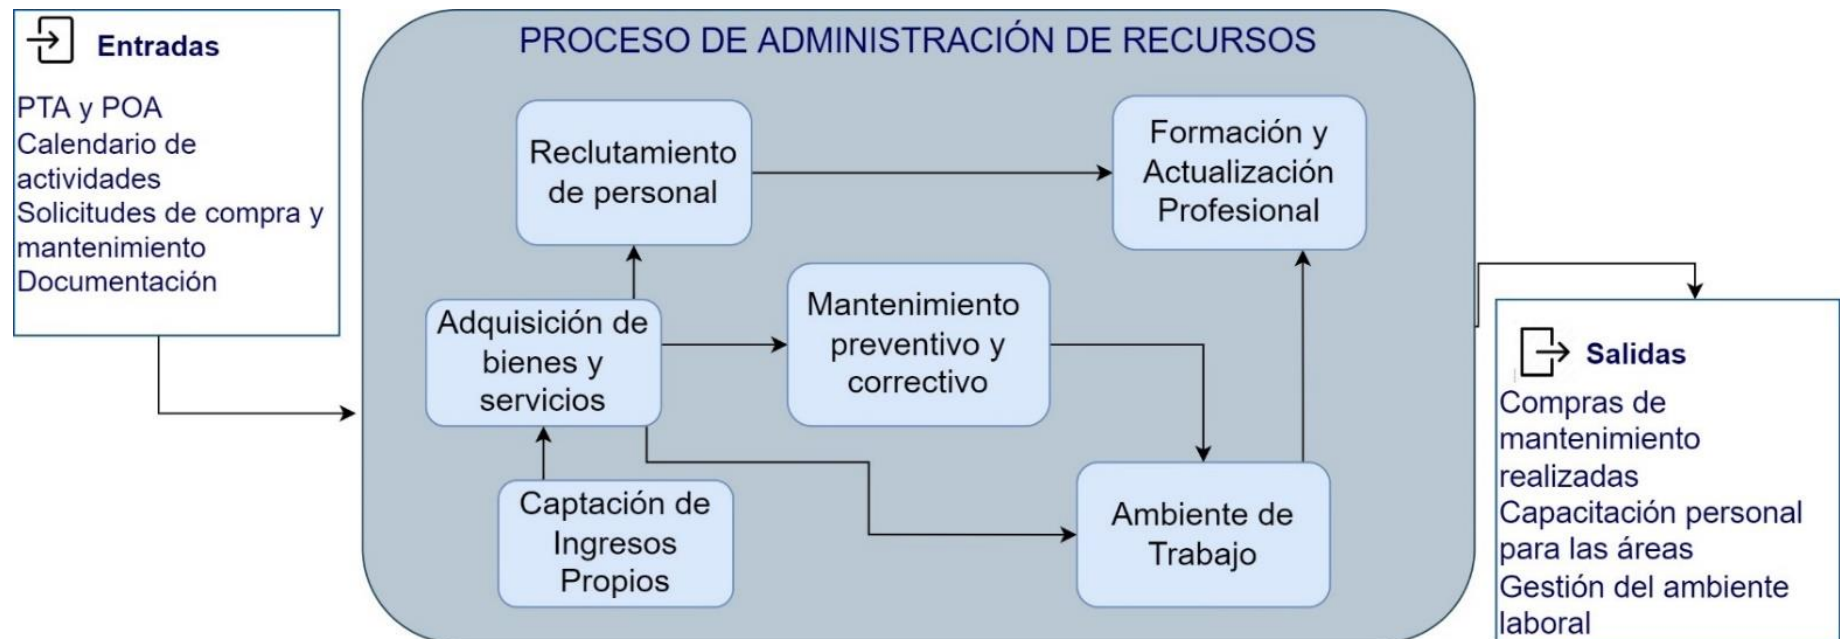 Entradas
PTA y POA
Calendario de
actividades
Solicitudes de compra y
mantenimiento
Documentación
PROCESO DE ADMINISTRACIÓN DE RECURSOS
Reclutamiento
de personal
Formación y
Actualización
Profesional
Adquisición de
bienes y
servicios
Mantenimiento
preventivo y
correctivo
Captación de
Ingresos
Propios
Ambiente de
Trabajo
Salidas
Compras de
mantenimiento
realizadas
Capacitación personal
para las áreas
Gestión del ambiente
laboral